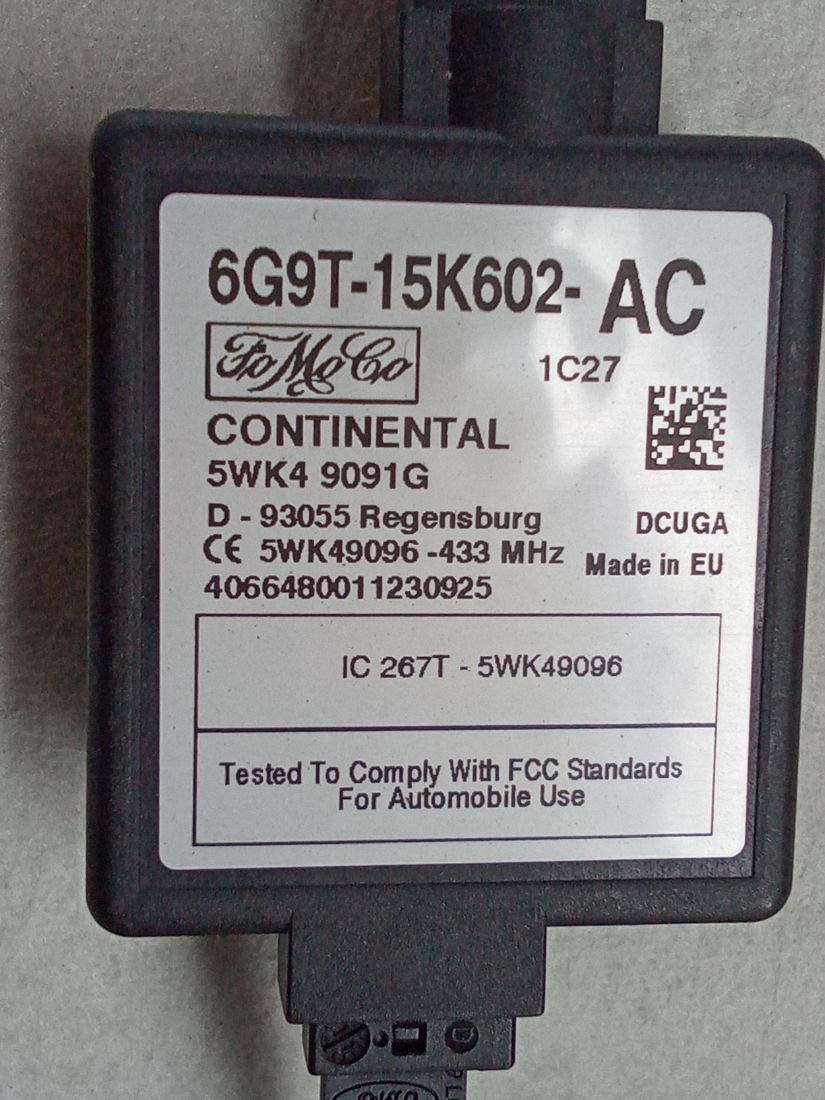 6G9T-15K602- AC
FoMoCo
1C27
CONTINENTAL
5WK4 9091G
D - 93055 Regensburg
DCUGA
CE 5WK49096 -433 MHz
Made in EU
4066480011230925
IC 267T - 5WK49096
Tested To Comply With FCC Standards
For Automobile Use